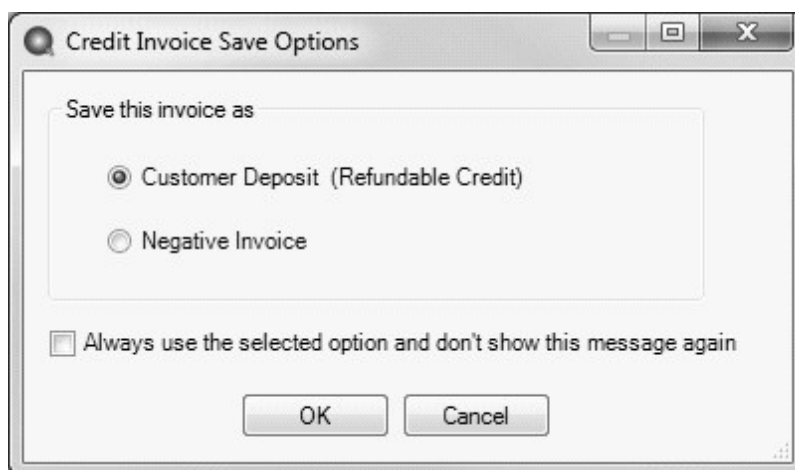 Credit Invoice Save Options
Save this invoice as
Customer Deposit (Refundable Credit)
Negative Invoice
Always use the selected option and don't show this message again
OK Cancel